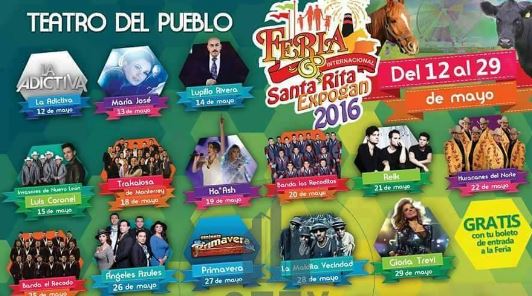 TEATRO DEL PUEBLO
FERIA
INTERNACIONAL
Santa Rita
Expogan
2016
Del 12 al 29
de mayo
LA
ADICTIVA
La Adictiva
12 de mayo
María José
13 de mayo
Lupillo Rivera
14 de mayo
Invasores de Nuevo León
Luis Coronel
15 de mayo
Trakalosa
de Monterrey
18 de mayo
Ha*Ash
19 de mayo
Banda los Recoditos
20 de mayo
Reik
21 de mayo
Huracanes del Norte
22 de mayo
Banda el Recodo
25 de mayo
Ángeles Azules
26 de mayo
Primavera
Primavera
27 de mayo
La Maldita Vecindad
28 de mayo
Gloria Trevi
29 de mayo
GRATIS
con tu boleto
de entrada
a la Feria